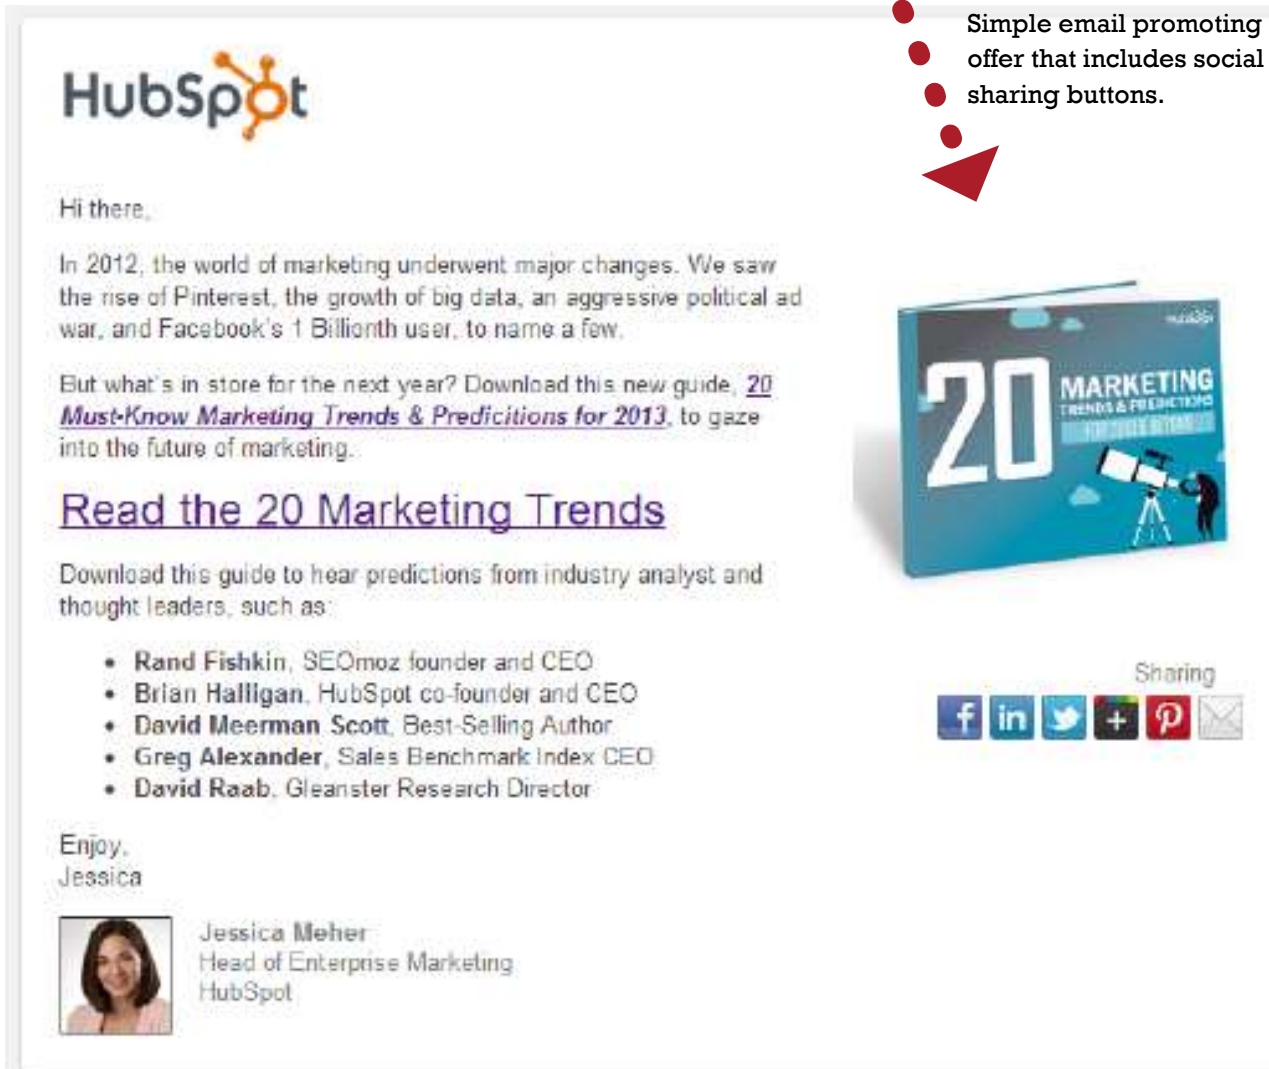 Simple email promoting
offer that includes social
sharing buttons.
HubSpot
Hi there,
In 2012, the world of marketing underwent major changes. We saw
the rise of Pinterest, the growth of big data, an aggressive political ad
war, and Facebook's 1 Billionth user, to name a few.
But what's in store for the next year? Download this new guide, 20
Must-Know Marketing Trends & Predicitions for 2013, to gaze
into the future of marketing.
Read the 20 Marketing Trends
Download this guide to hear predictions from industry analyst and
thought leaders, such as:
• Rand Fishkin, SEOmoz founder and CEO
• Brian Halligan, HubSpot co-founder and CEO
• David Meerman Scott, Best-Selling Author
• Greg Alexander, Sales Benchmark Index CEO
• David Raab, Gleanster Research Director
Enjoy,
Jessica
Jessica Meher
Head of Enterprise Marketing
HubSpot
HubSpot
20
MARKETING
TRENDS & PREDICTIONS
FOR 2013 & BEYOND
Sharing
f
in
+